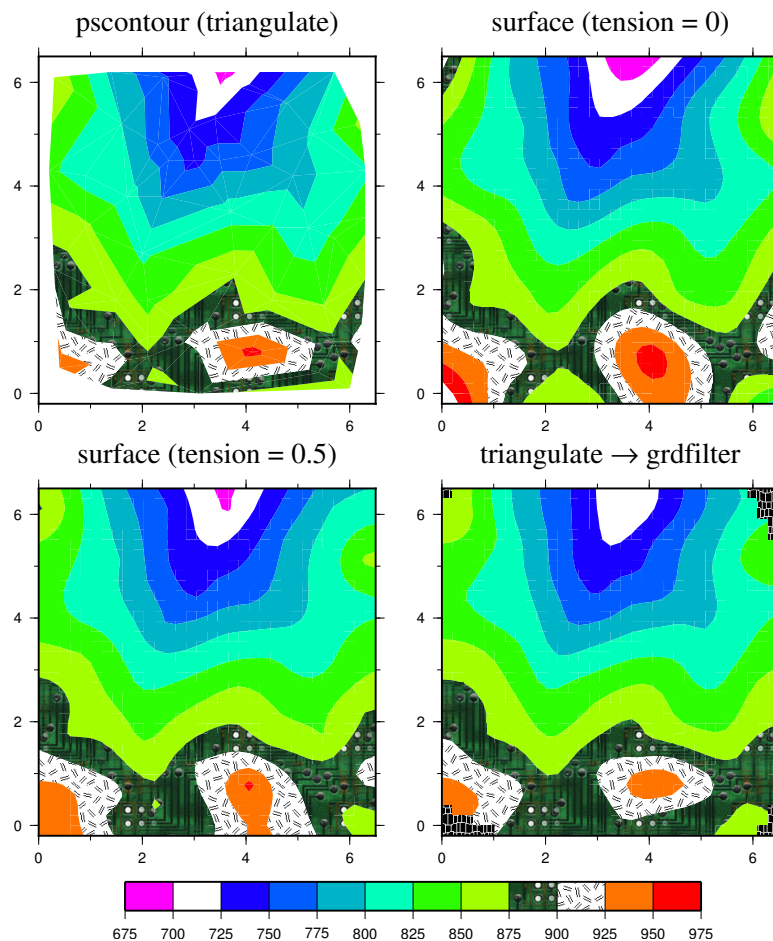 pscontour (triangulate)
surface (tension = 0)
6
4
2
0
0 2 4 6
6
4
2
0
0 2 4 6
surface (tension = 0.5)
triangulate → grdfilter
6
4
2
0
0 2 4 6
6
4
2
0
0 2 4 6
675 700 725 750 775 800 825 850 875 900 925 950 975